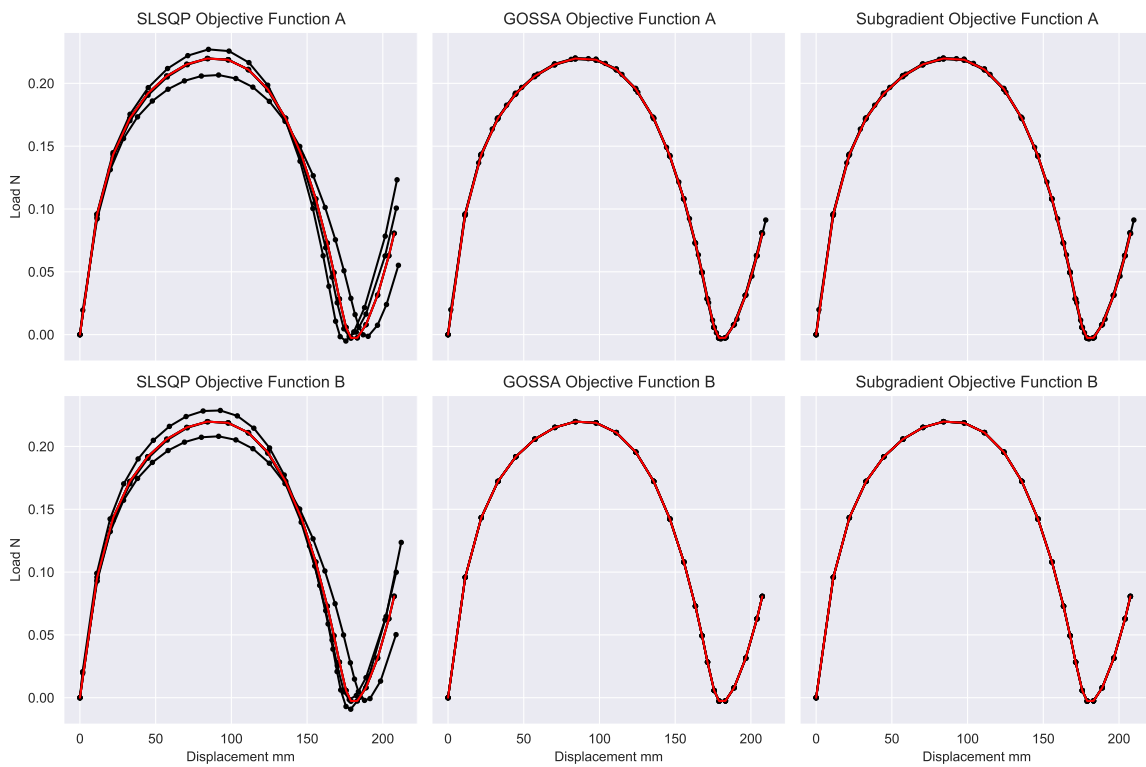 SLSQP Objective Function A
GOSSA Objective Function A
Subgradient Objective Function A
0.20
0.15
0.10
0.05
0.00
Load N
SLSQP Objective Function B
GOSSA Objective Function B
Subgradient Objective Function B
0.20
0.15
0.10
0.05
0.00
Load N
0 50 100 150 200
0 50 100 150 200
0 50 100 150 200
Displacement mm
Displacement mm
Displacement mm